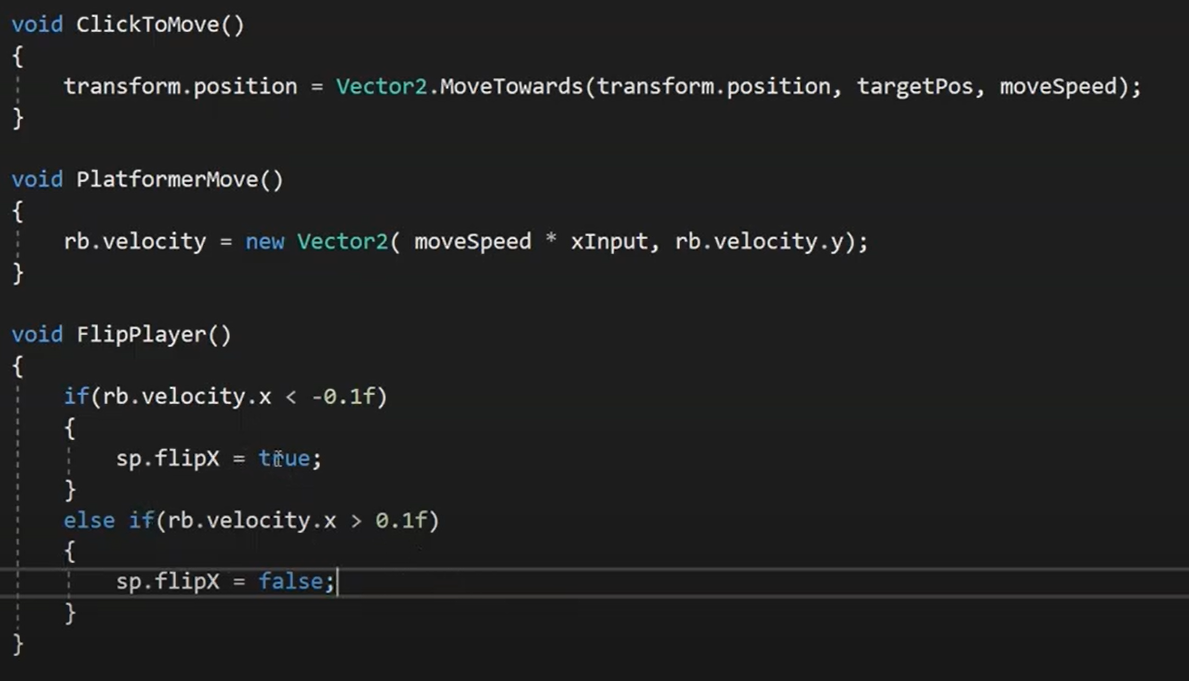 void ClickToMove()
{
    transform.position = Vector2.MoveTowards(transform.position, targetPos, moveSpeed);
}

void PlatformerMove()
{
    rb.velocity = new Vector2( moveSpeed * xInput, rb.velocity.y);
}

void FlipPlayer()
{
    if(rb.velocity.x < -0.1f)
    {
        sp.flipX = true;
    }
    else if(rb.velocity.x > 0.1f)
    {
        sp.flipX = false;
    }
}